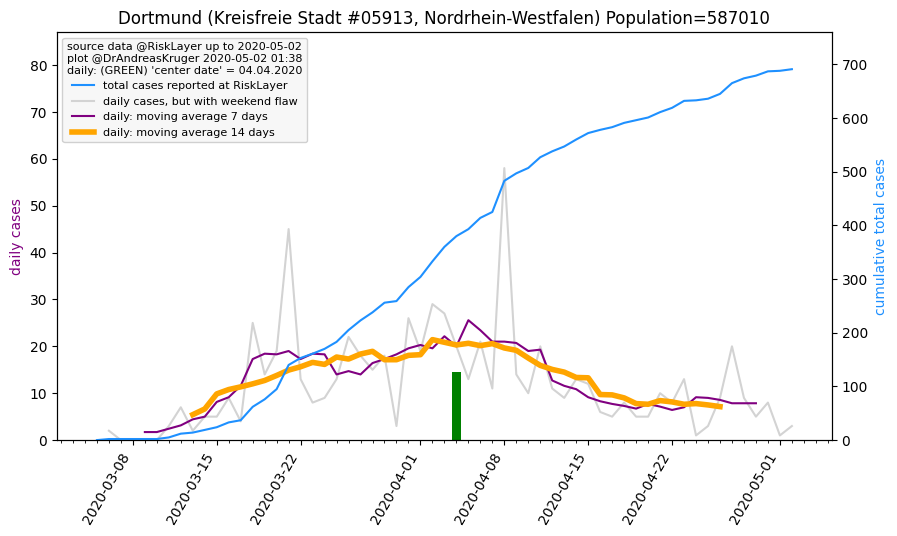 Dortmund (Kreisfreie Stadt #05913, Nordrhein-Westfalen) Population=587010
source data @RiskLayer up to 2020-05-02
plot @DrAndreasKruger 2020-05-02 01:38
daily: (GREEN) 'center date' = 04.04.2020
total cases reported at RiskLayer
daily cases, but with weekend flaw
daily: moving average 7 days
daily: moving average 14 days
daily cases
80
70
60
50
40
30
20
10
0
700
600
500
400
300
200
100
0
cumulative total cases
2020-03-08
2020-03-15
2020-03-22
2020-04-01
2020-04-08
2020-04-15
2020-04-22
2020-05-01